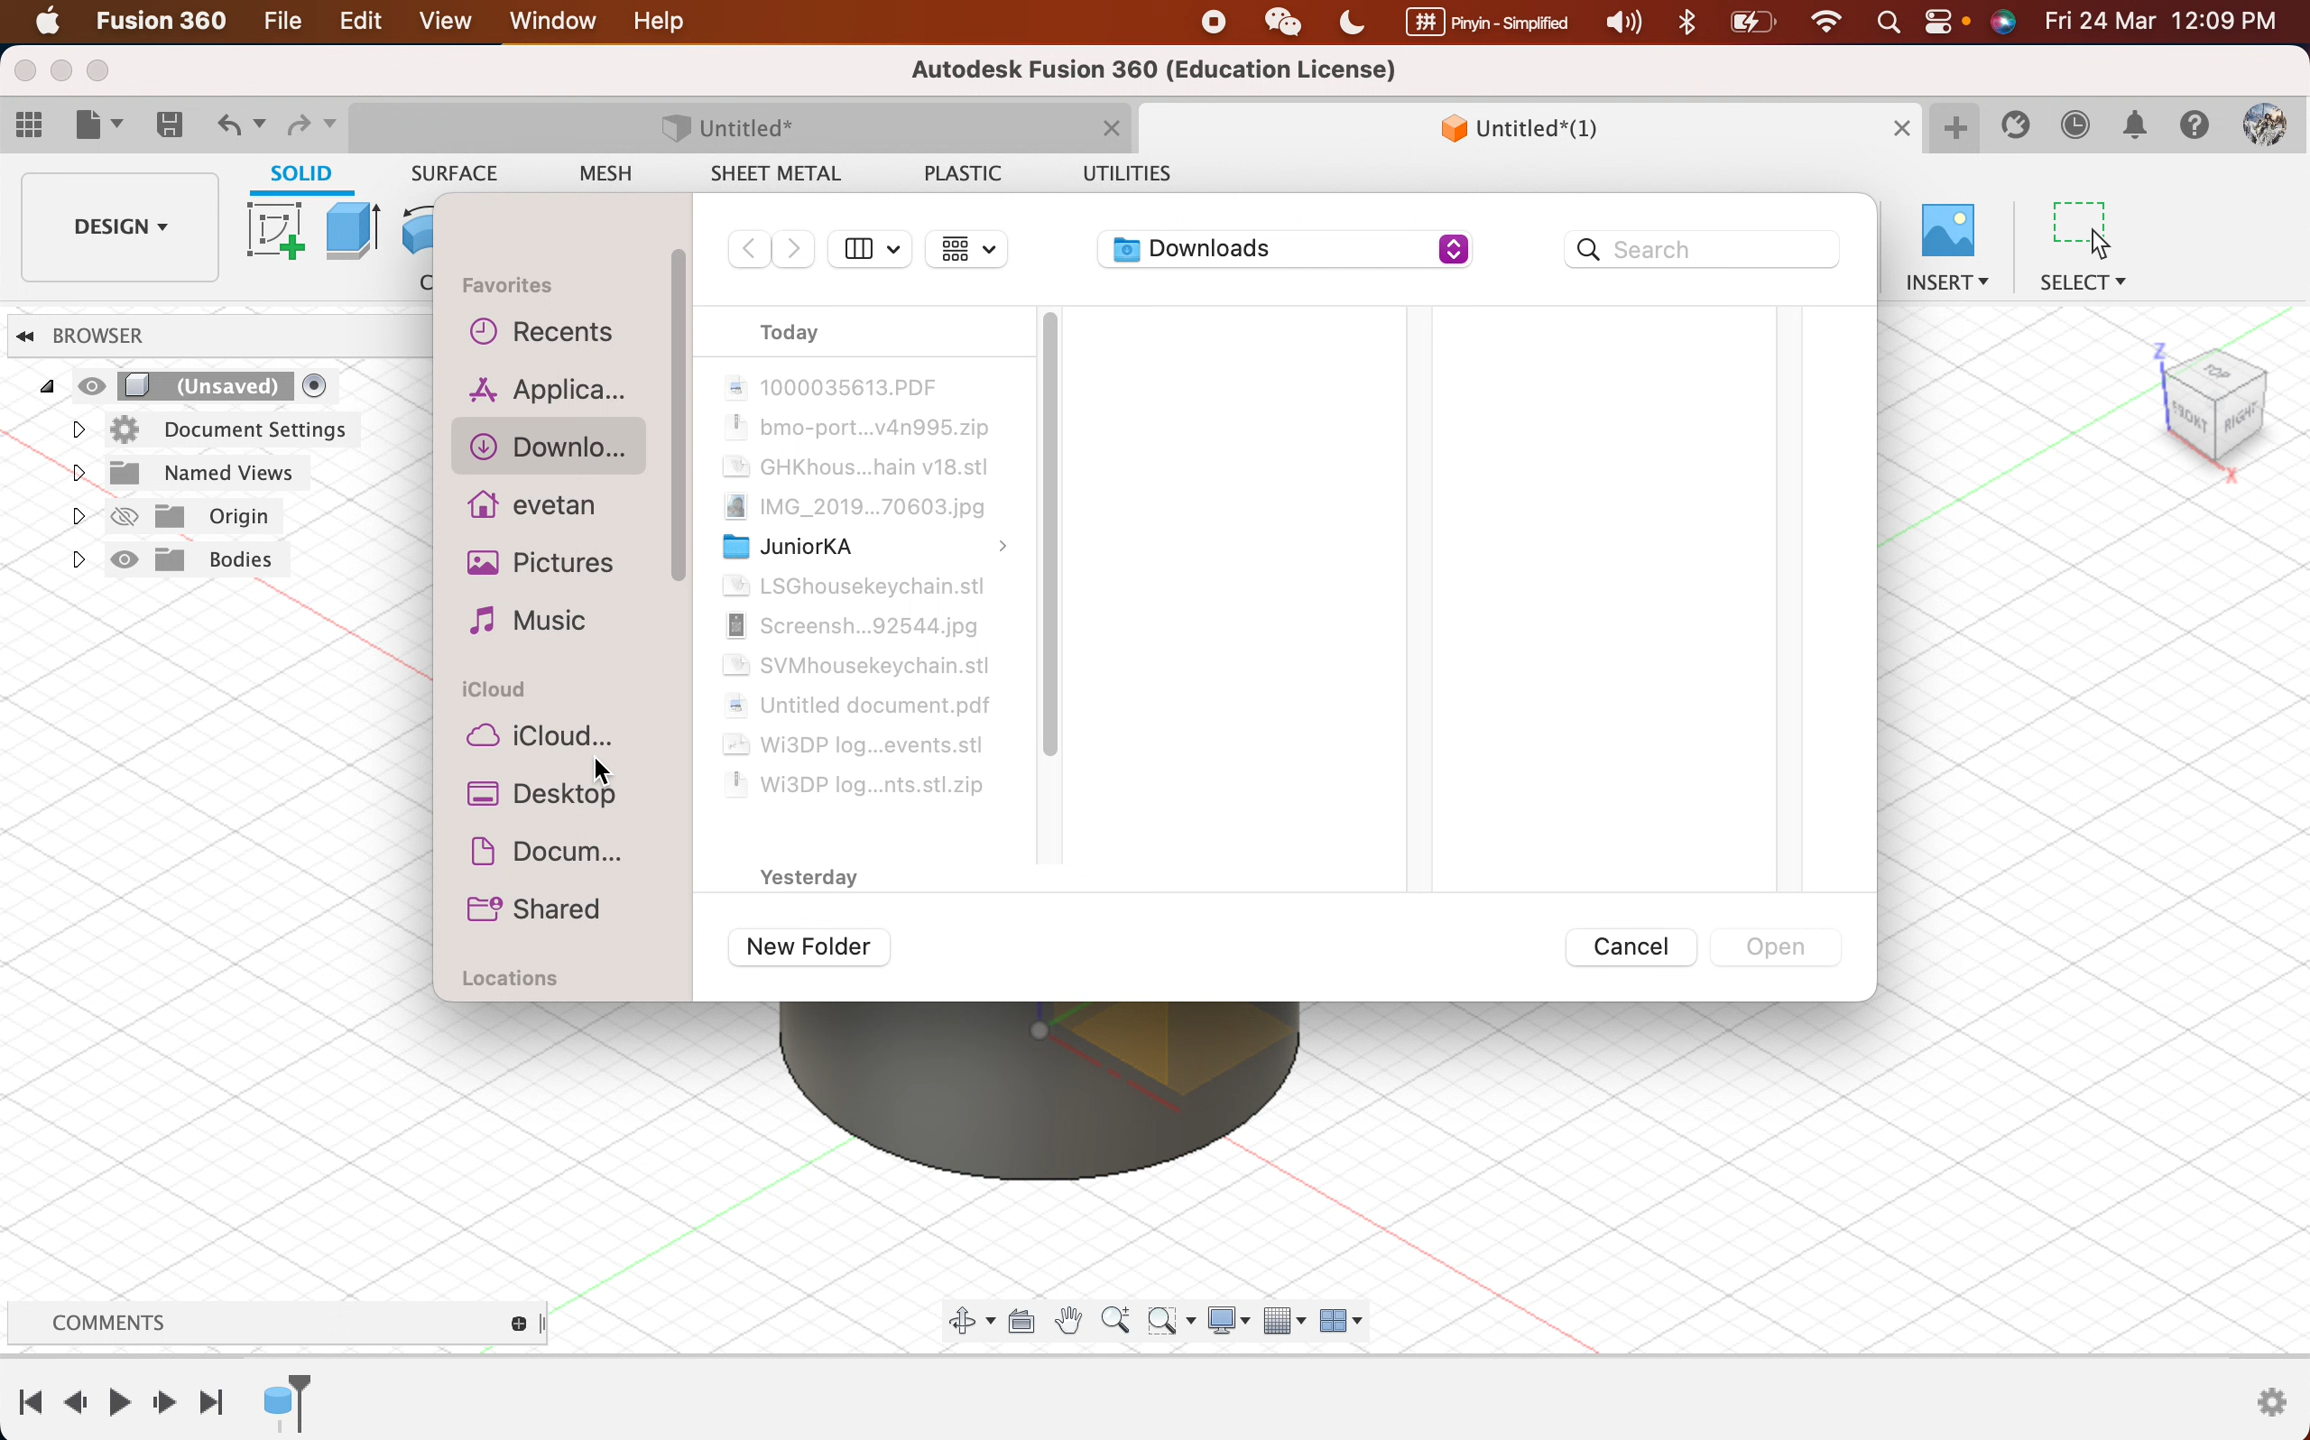 Fusion 360 File Edit View Window Help 拼 Pinyin - Simplified Fri 24 Mar 12:09 PM
Autodesk Fusion 360 (Education License)
Untitled* Untitled*(1)
SOLID SURFACE MESH SHEET METAL PLASTIC UTILITIES
DESIGN
C
INSERT SELECT
BROWSER
(Unsaved)
Document Settings
Named Views
Origin
Bodies
Favorites
Recents
Applica...
Downlo...
evetan
Pictures
Music
iCloud
iCloud...
Desktop
Docum...
Shared
Locations
Downloads
Search
Today
1000035613.PDF
bmo-port...v4n995.zip
GHKhous...hain v18.stl
IMG_2019...70603.jpg
JuniorKA
LSGhousekeychain.stl
Screensh...92544.jpg
SVMhousekeychain.stl
Untitled document.pdf
Wi3DP log...events.stl
Wi3DP log...nts.stl.zip
Yesterday
New Folder Cancel Open
Z
TOP
FRONT RIGHT
X
COMMENTS